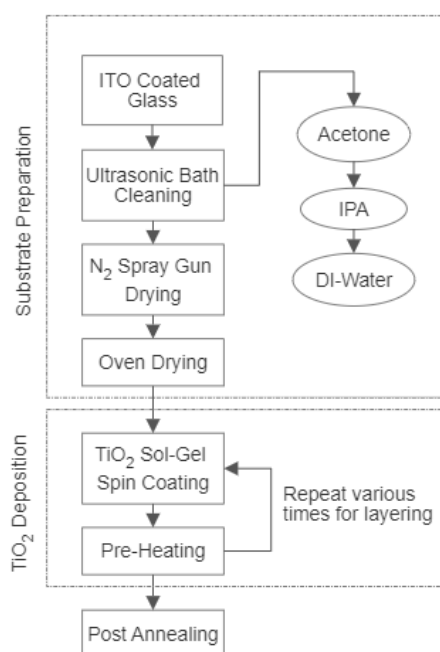 Substrate Preparation
ITO Coated
Glass
Ultrasonic Bath
Cleaning
N₂ Spray Gun
Drying
Oven Drying
Acetone
IPA
DI-Water
TiO₂ Deposition
TiO₂ Sol-Gel
Spin Coating
Pre-Heating
Repeat various
times for layering
Post Annealing